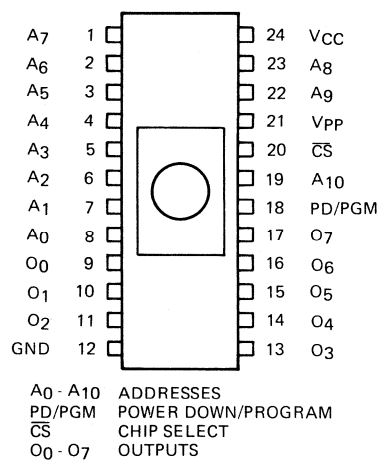 A7 1 24 VCC
A6 2 23 A8
A5 3 22 A9
A4 4 21 VPP
A3 5 20 C̅S̅
A2 6 19 A10
A1 7 18 PD/PGM
A0 8 17 O7
O0 9 16 O6
O1 10 15 O5
O2 11 14 O4
GND 12 13 O3
A0 - A10 ADDRESSES
PD/PGM POWER DOWN/PROGRAM
C̅S̅ CHIP SELECT
O0 - O7 OUTPUTS